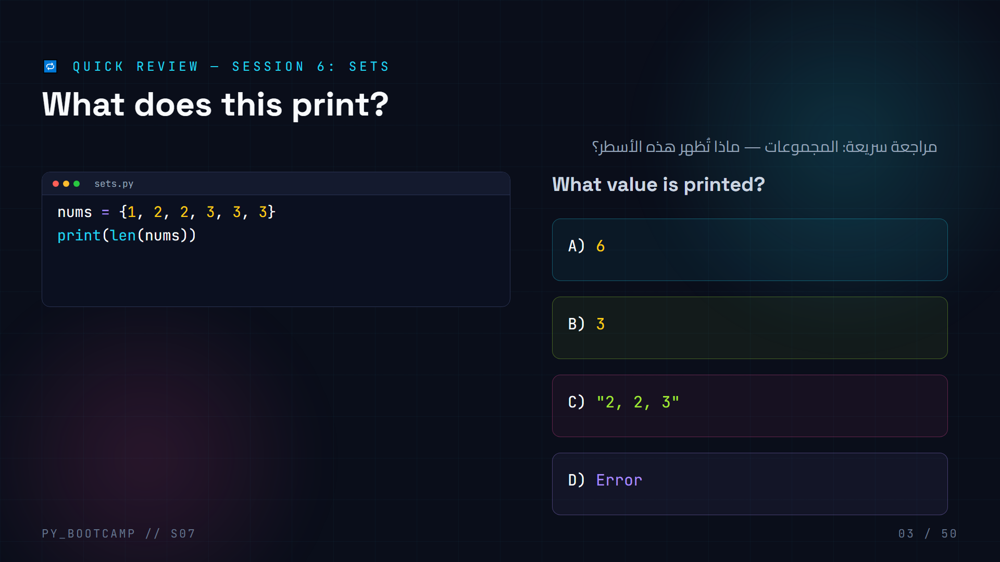 QUICK REVIEW — SESSION 6: SETS
What does this print?
مراجعة سريعة: المجموعات — ماذا تُظهر هذه الأسطر؟
sets.py
nums = {1, 2, 2, 3, 3, 3}
print(len(nums))
What value is printed?
A) 6
B) 3
C) "2, 2, 3"
D) Error
PY_BOOTCAMP // S07
03 / 50